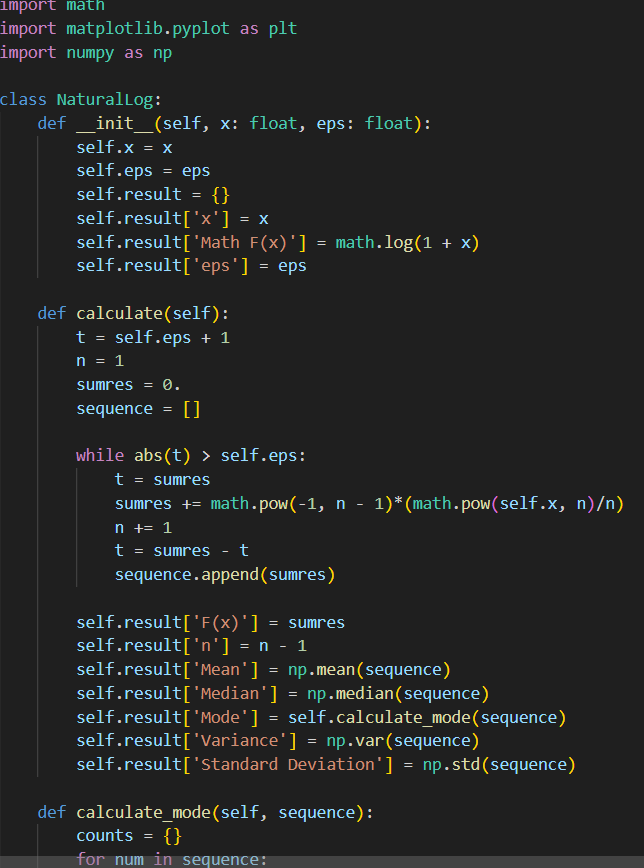 import math
import matplotlib.pyplot as plt
import numpy as np

class NaturalLog:
    def __init__(self, x: float, eps: float):
        self.x = x
        self.eps = eps
        self.result = {}
        self.result['x'] = x
        self.result['Math F(x)'] = math.log(1 + x)
        self.result['eps'] = eps

    def calculate(self):
        t = self.eps + 1
        n = 1
        sumres = 0.
        sequence = []

        while abs(t) > self.eps:
            t = sumres
            sumres += math.pow(-1, n - 1)*(math.pow(self.x, n)/n)
            n += 1
            t = sumres - t
            sequence.append(sumres)

        self.result['F(x)'] = sumres
        self.result['n'] = n - 1
        self.result['Mean'] = np.mean(sequence)
        self.result['Median'] = np.median(sequence)
        self.result['Mode'] = self.calculate_mode(sequence)
        self.result['Variance'] = np.var(sequence)
        self.result['Standard Deviation'] = np.std(sequence)

    def calculate_mode(self, sequence):
        counts = {}
        for num in sequence: